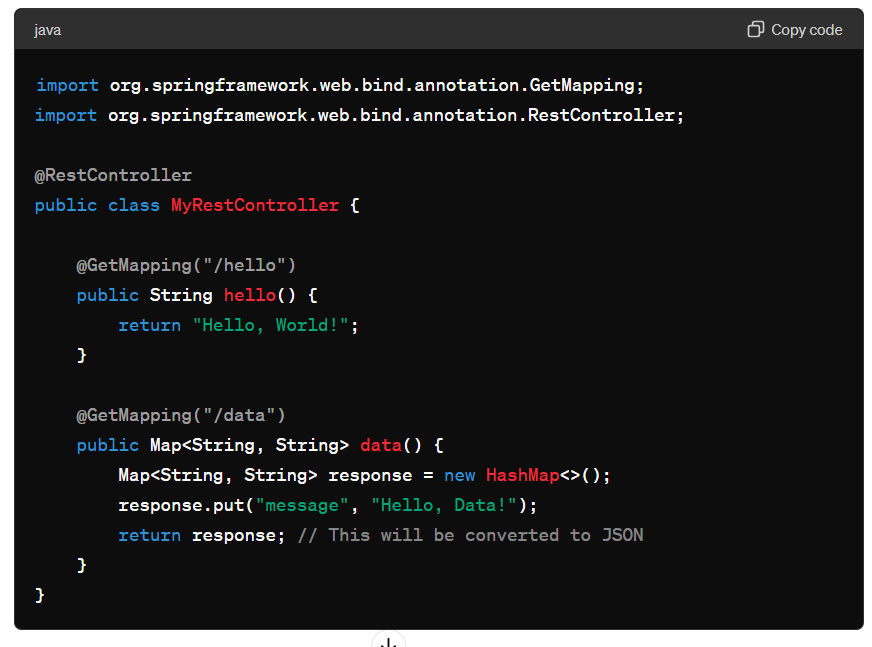 java
Copy code
import org.springframework.web.bind.annotation.GetMapping;
import org.springframework.web.bind.annotation.RestController;
@RestController
public class MyRestController {
@GetMapping("/hello")
public String hello() {
return "Hello, World!";
}
@GetMapping("/data")
public Map<String, String> data() {
Map<String, String> response = new HashMap<>();
response.put("message", "Hello, Data!");
return response; // This will be converted to JSON
}
}